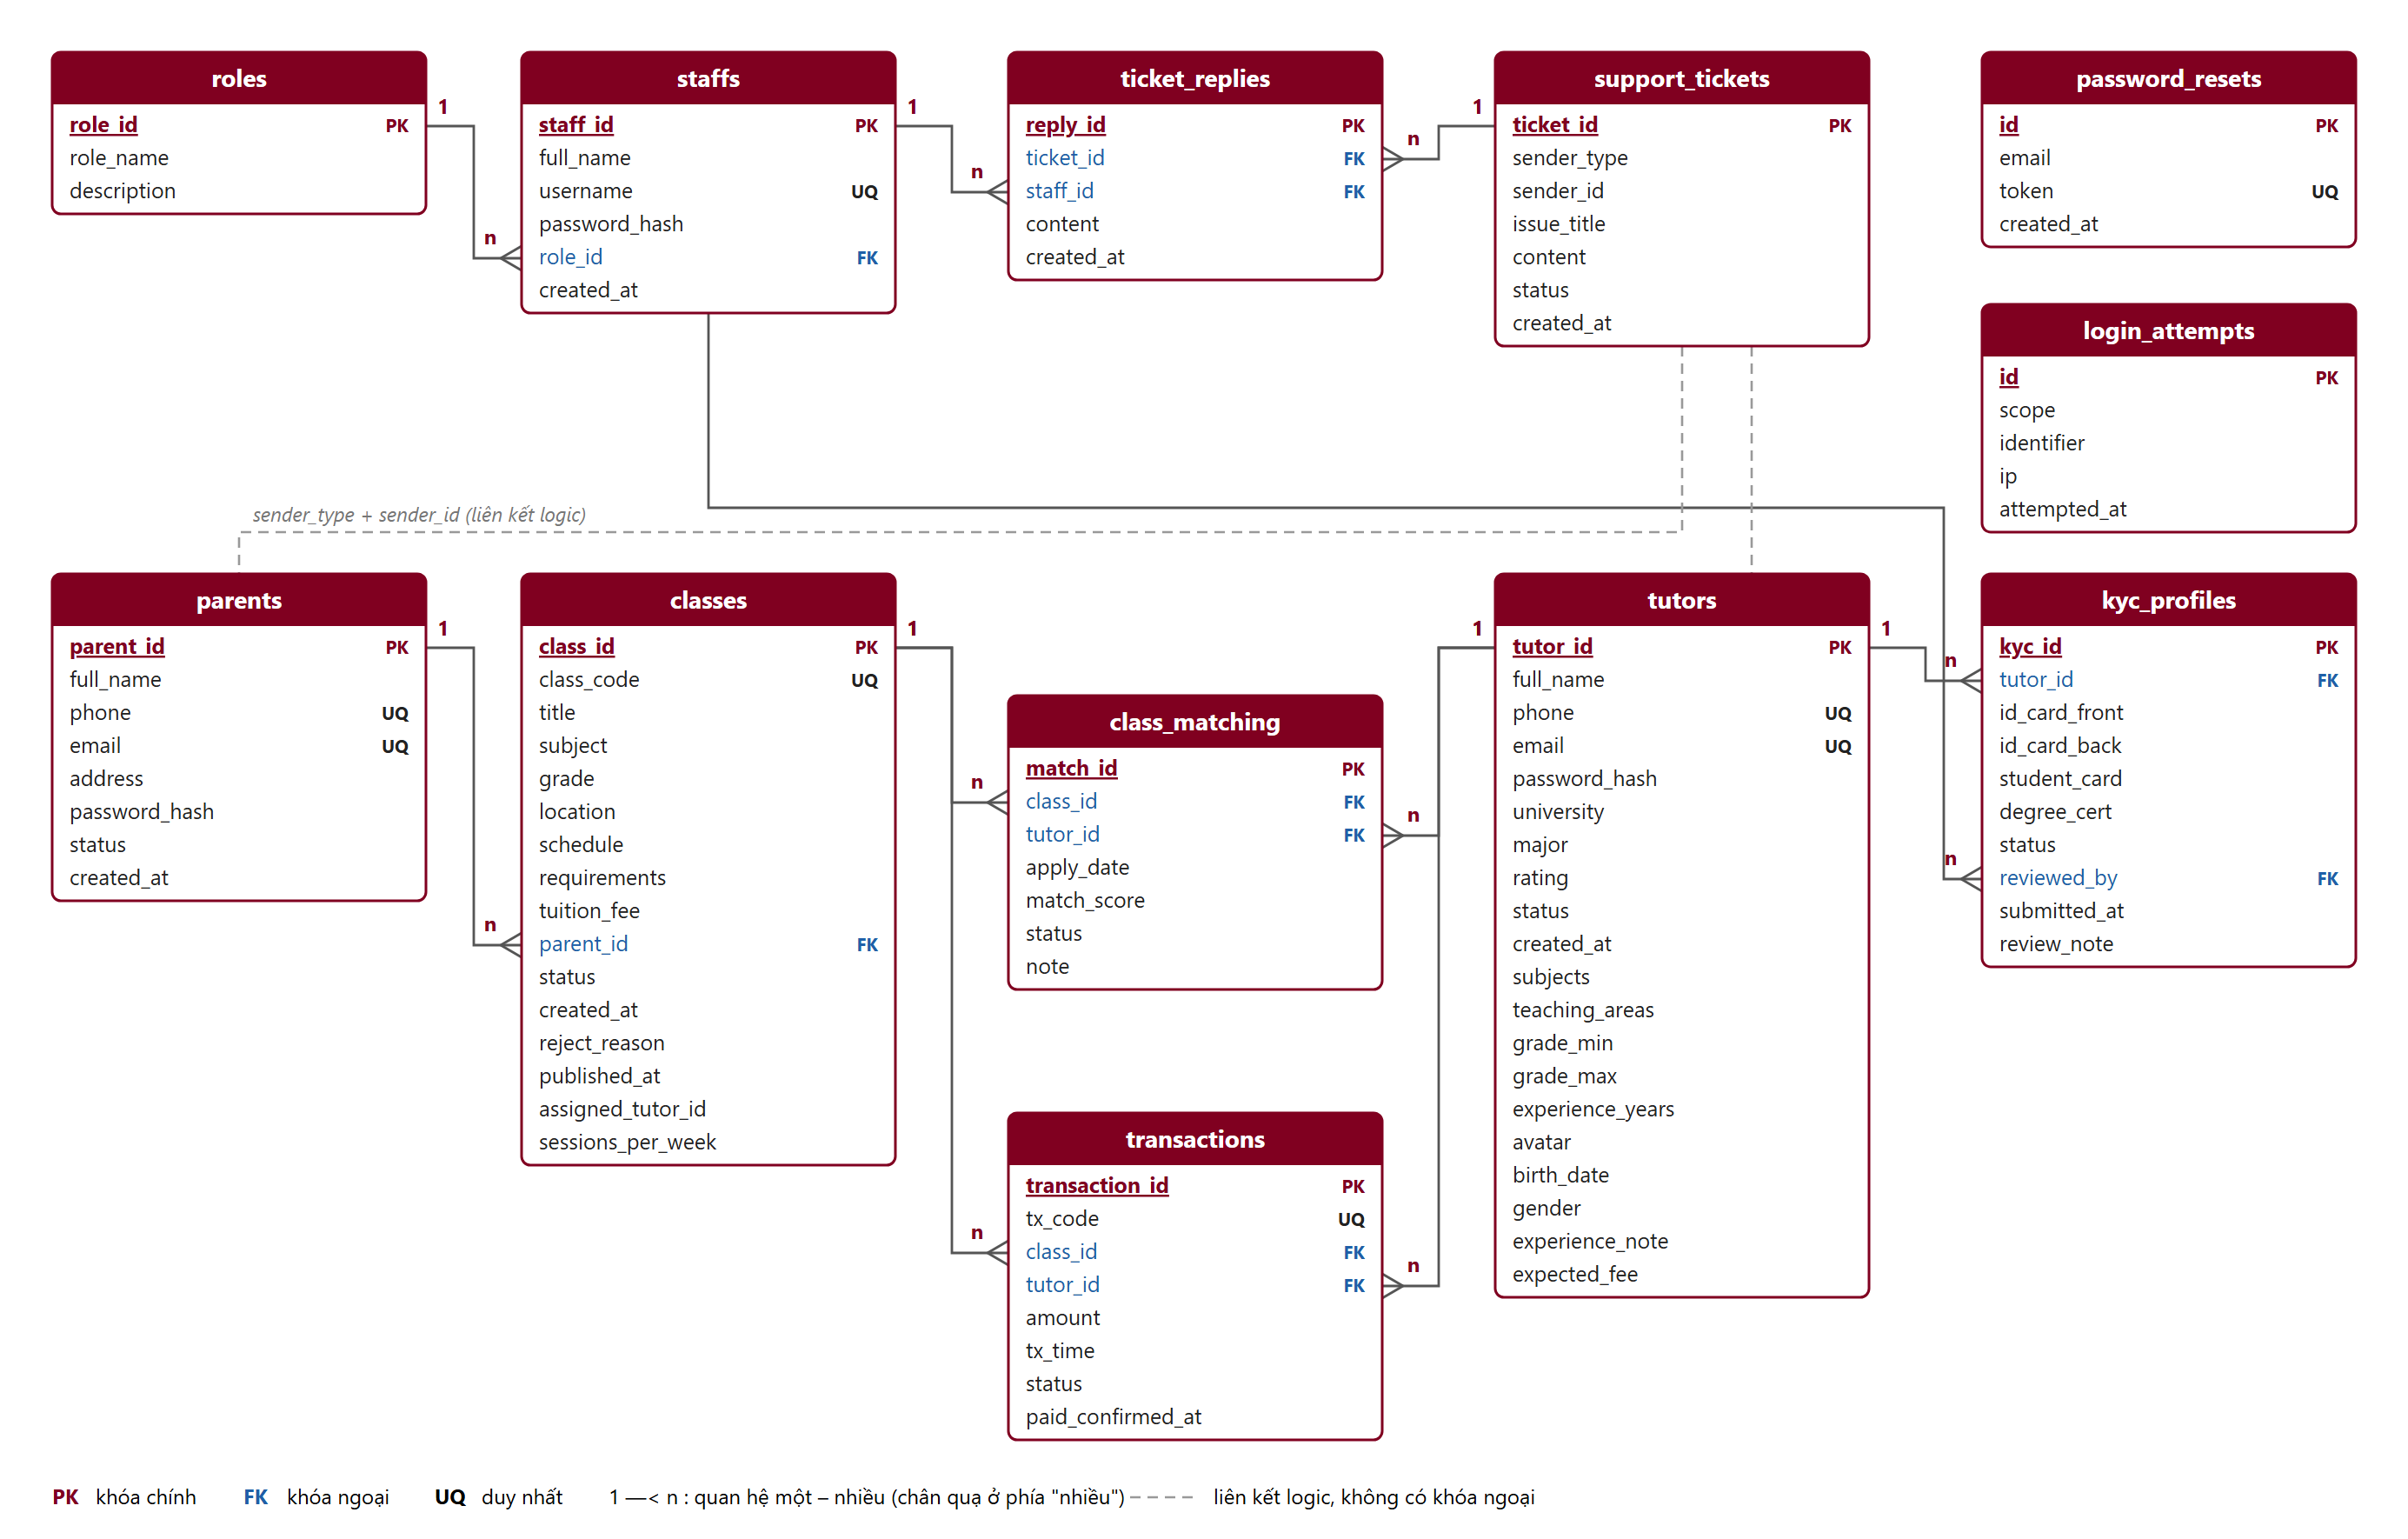 roles
role_id PK
role_name
description
staffs
staff_id PK
full_name
username UQ
password_hash
role_id FK
created_at
ticket_replies
reply_id PK
ticket_id FK
staff_id FK
content
created_at
support_tickets
ticket_id PK
sender_type
sender_id
issue_title
content
status
created_at
password_resets
id PK
email
token UQ
created_at
login_attempts
id PK
scope
identifier
ip
attempted_at
1
n
1
n
1
n
sender_type + sender_id (liên kết logic)
parents
parent_id PK
full_name
phone UQ
email UQ
address
password_hash
status
created_at
1
n
classes
class_id PK
class_code UQ
title
subject
grade
location
schedule
requirements
tuition_fee
parent_id FK
status
created_at
reject_reason
published_at
assigned_tutor_id
sessions_per_week
1
n
n
class_matching
match_id PK
class_id FK
tutor_id FK
apply_date
match_score
status
note
transactions
transaction_id PK
tx_code UQ
class_id FK
tutor_id FK
amount
tx_time
status
paid_confirmed_at
1
n
n
tutors
tutor_id PK
full_name
phone UQ
email UQ
password_hash
university
major
rating
status
created_at
subjects
teaching_areas
grade_min
grade_max
experience_years
avatar
birth_date
gender
experience_note
expected_fee
1
n
n
kyc_profiles
kyc_id PK
tutor_id FK
id_card_front
id_card_back
student_card
degree_cert
status
reviewed_by FK
submitted_at
review_note
PK khóa chính FK khóa ngoại UQ duy nhất 1 —< n : quan hệ một – nhiều (chân quạ ở phía "nhiều") liên kết logic, không có khóa ngoại